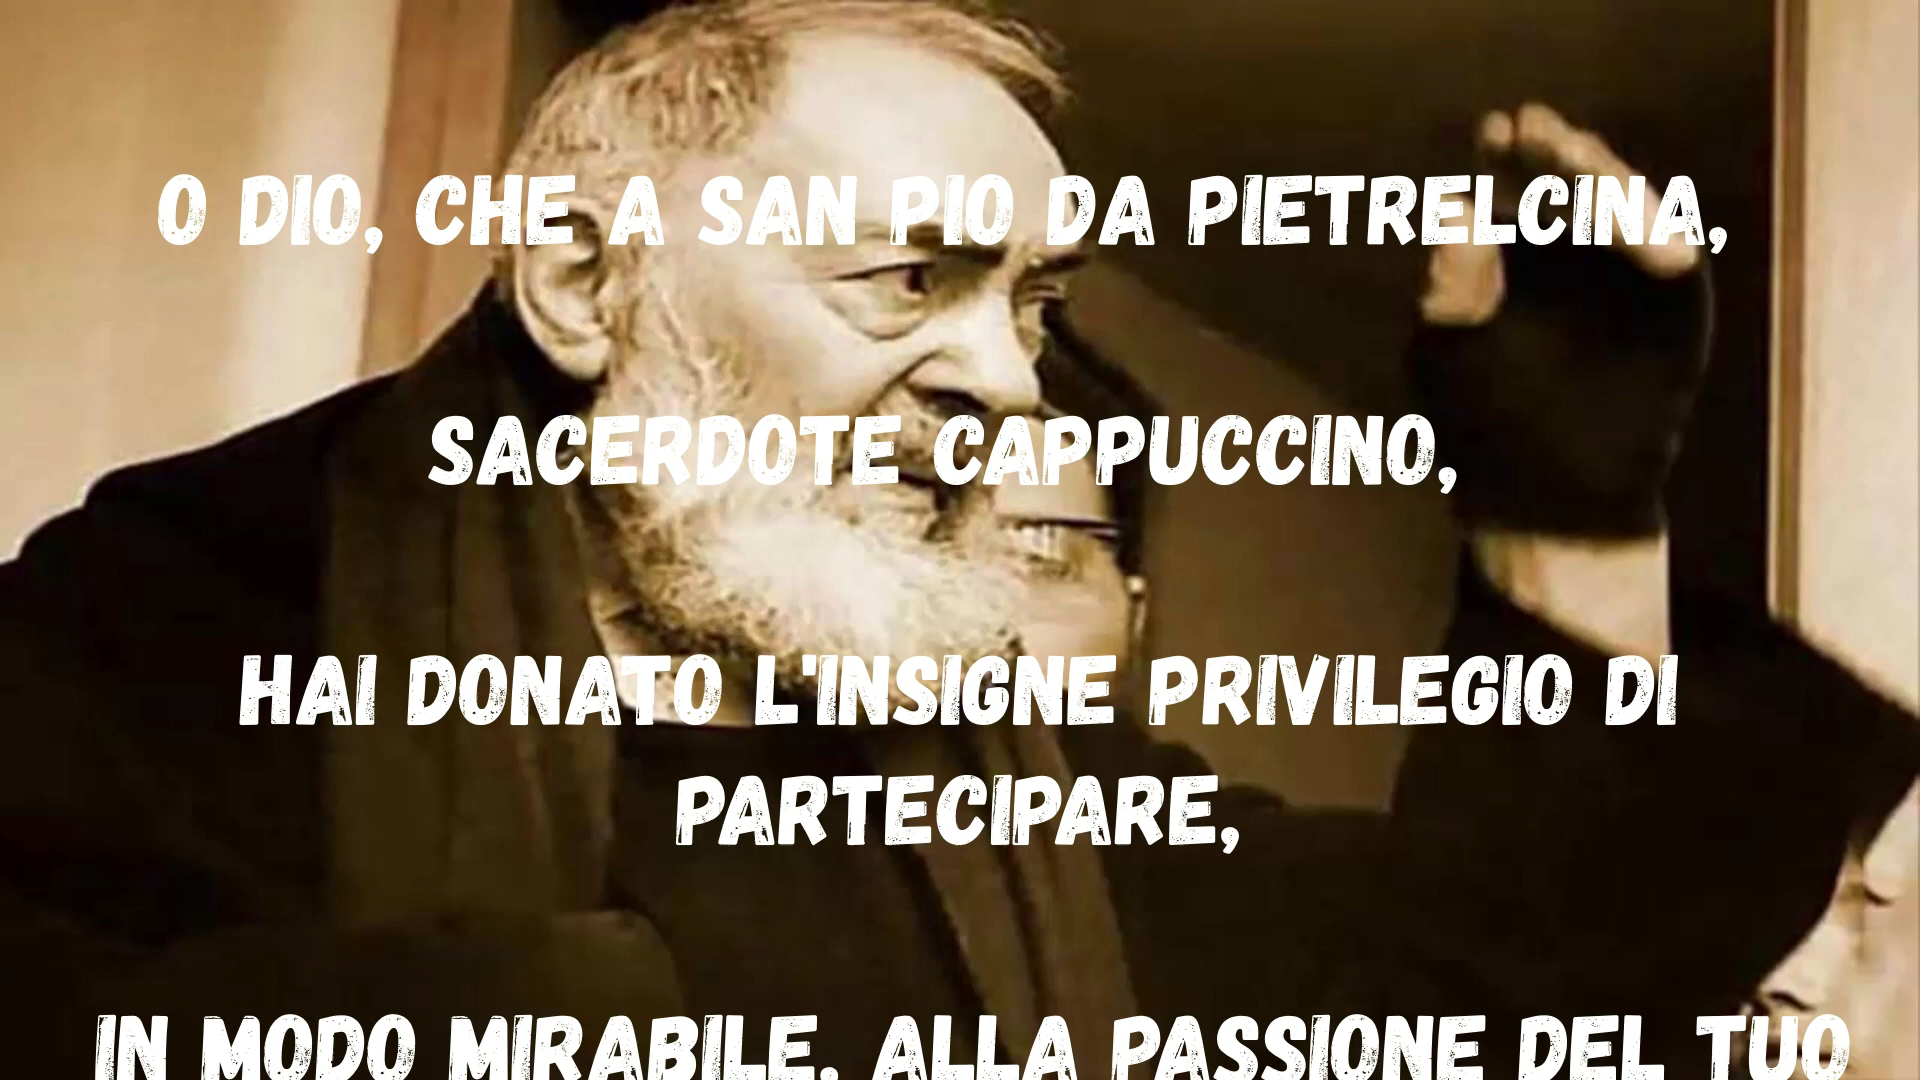 O DIO, CHE A SAN PIO DA PIETRELCINA,
SACERDOTE CAPPUCCINO,
HAI DONATO L'INSIGNE PRIVILEGIO DI
PARTECIPARE,
IN MODO MIRABILE, ALLA PASSIONE DEL TUO